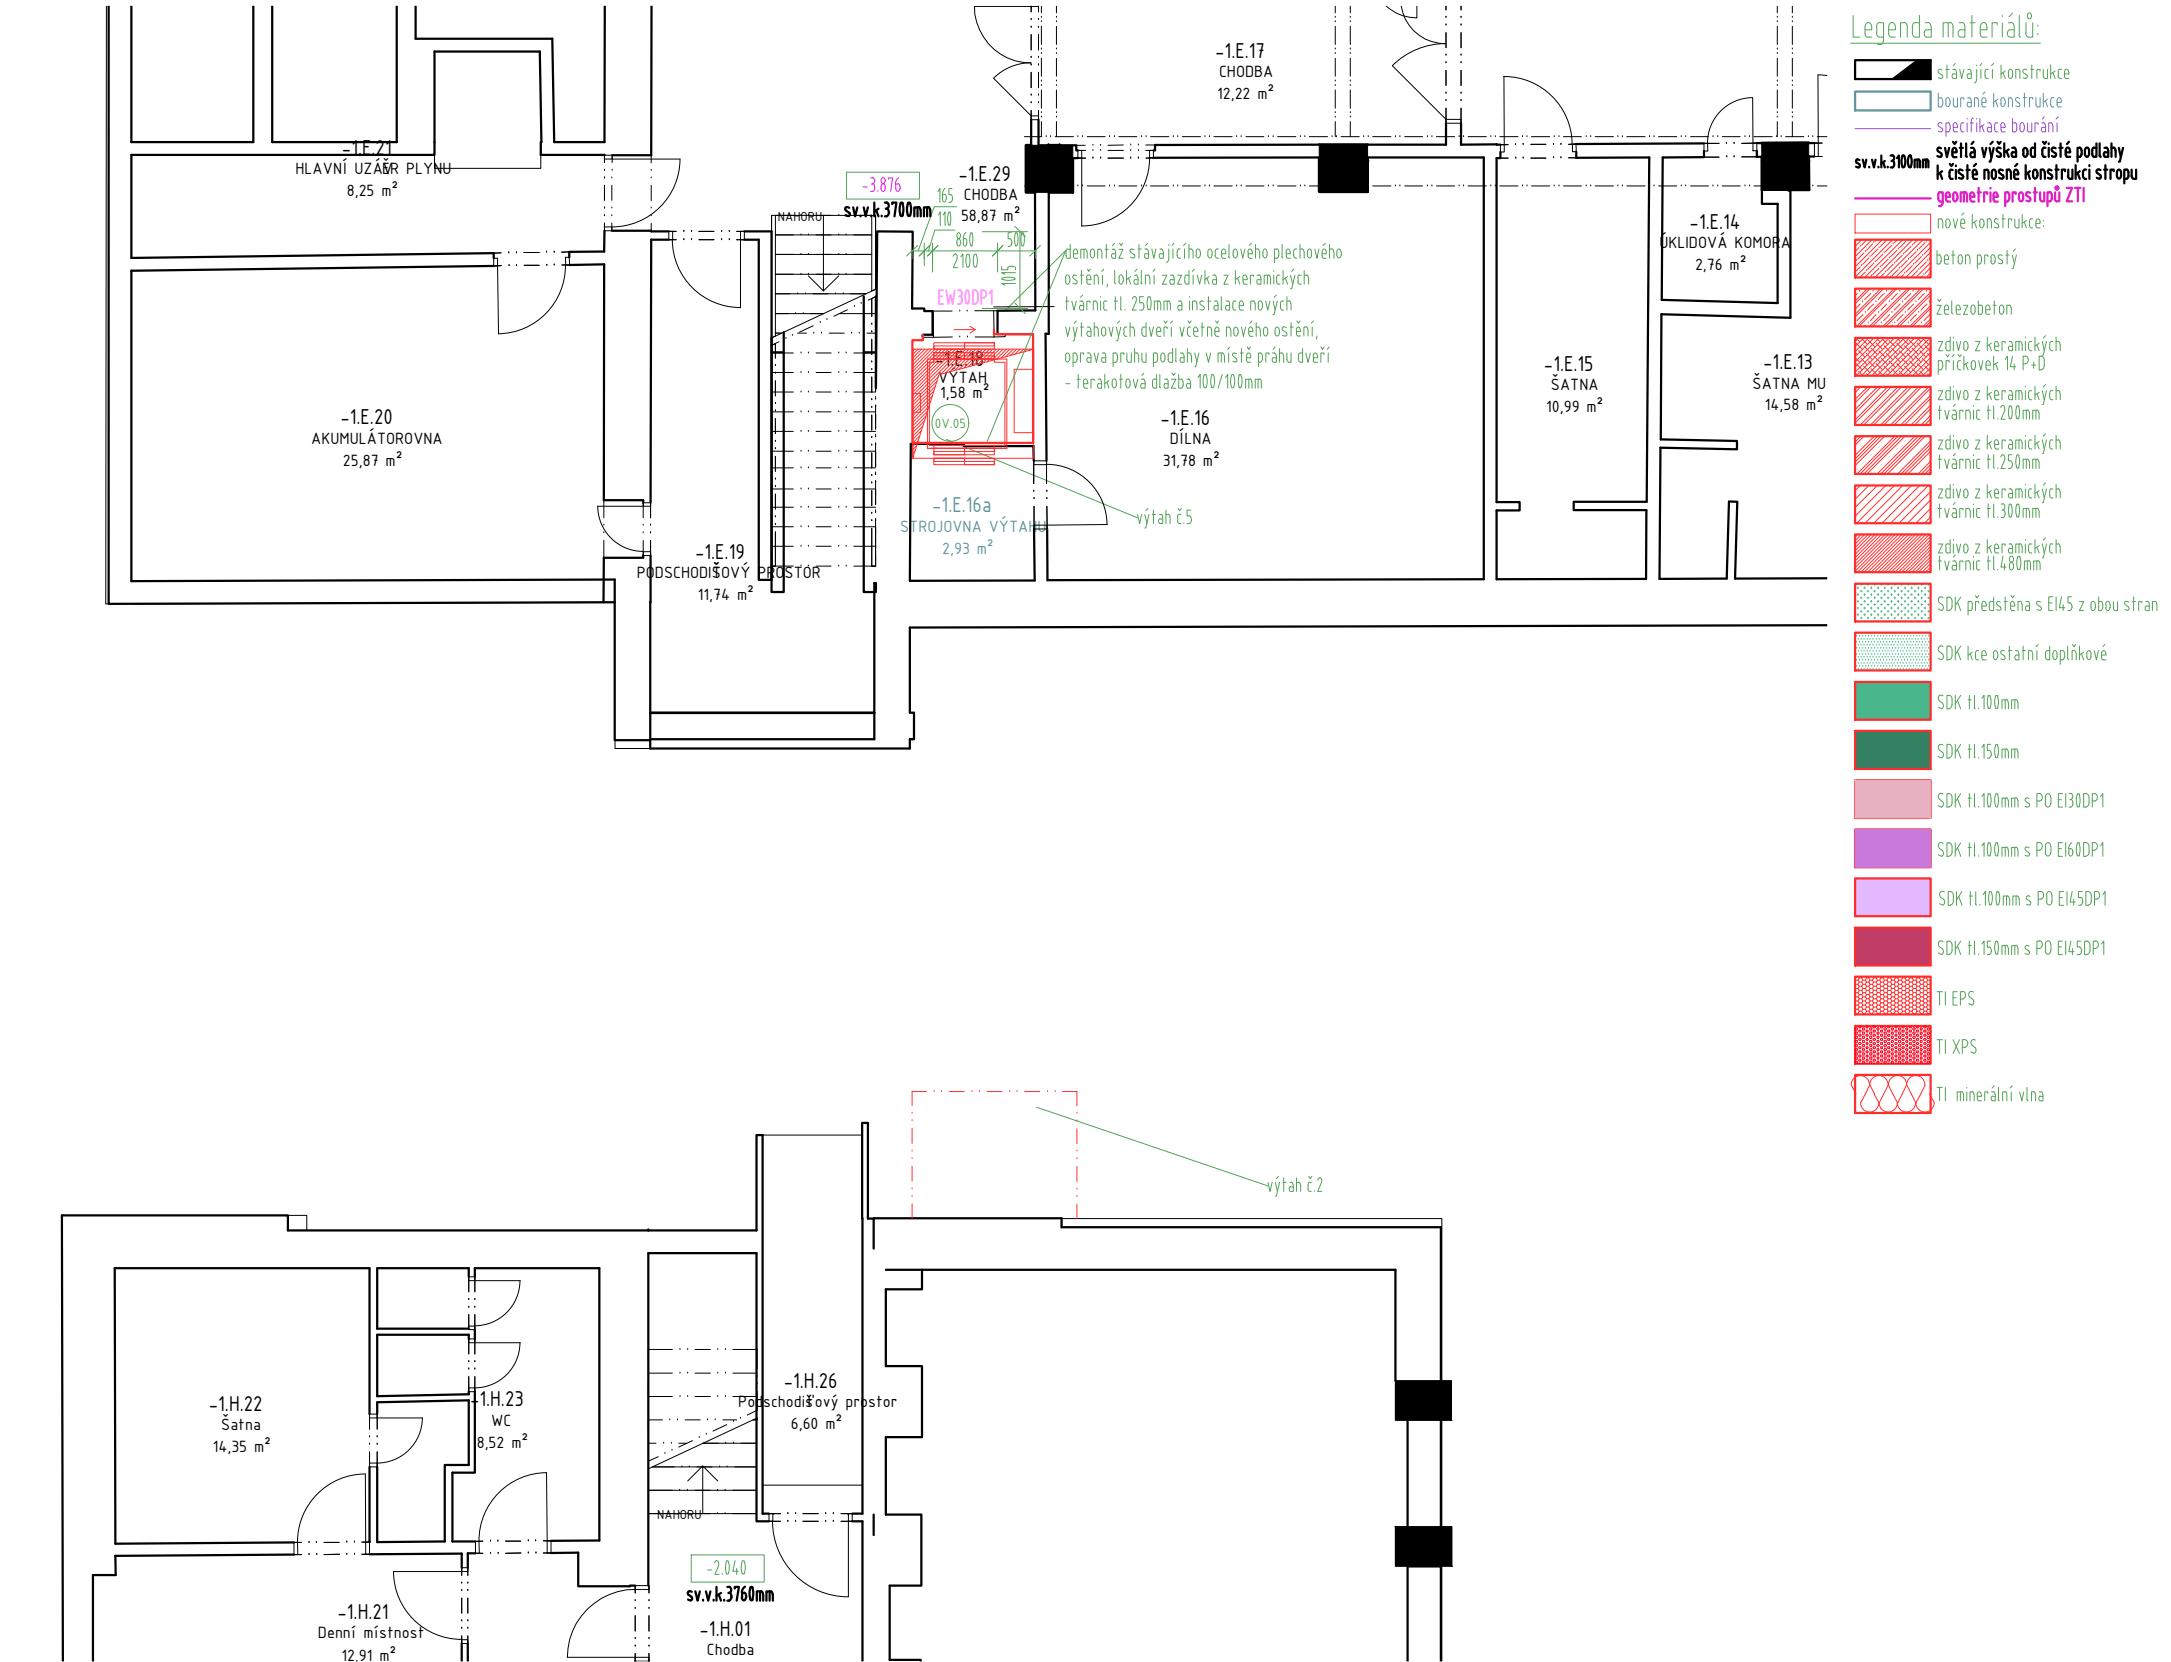 -1.E.17
CHODBA
12,22 m²
-1.E.21
HLAVNÍ UZÁĚR PLYNU
8,25 m²
-3.876
sv.v.k.3700mm
NAHORU
-1.E.29
CHODBA
58,87 m²
165
110
860
500
2100
1015
EW30DP1
demontáž stávajícího ocelového plechového
ostění, lokální zazdívka z keramických
tvárnic tl. 250mm a instalace nových
výtahových dveří včetně nového ostění,
oprava pruhu podlahy v místě práhu dveří
- terakotová dlažba 100/100mm
-1.E.14
ÚKLIDOVÁ KOMORA
2,76 m²
-1.E.18
VÝTAH
1,58 m²
OV.05
-1.E.20
AKUMULÁTOROVNA
25,87 m²
-1.E.16
DÍLNA
31,78 m²
-1.E.15
ŠATNA
10,99 m²
-1.E.13
ŠATNA MU
14,58 m²
-1.E.16a
STROJOVNA VÝTAHU
2,93 m²
výtah č.5
-1.E.19
PODSCHODIŠŤOVÝ PROSTOR
11,74 m²
výtah č.2
-1.H.22
Šatna
14,35 m²
-1.H.23
WC
8,52 m²
-1.H.26
Podschodišťový prostor
6,60 m²
NAHORU
-2.040
sv.v.k.3760mm
-1.H.21
Denní místnost
12,91 m²
-1.H.01
Chodba
Legenda materiálů:
stávající konstrukce
bourané konstrukce
specifikace bourání
sv.v.k.3100mm světlá výška od čisté podlahy
k čisté nosné konstrukci stropu
geometrie prostupů ZTI
nové konstrukce:
beton prostý
železobeton
zdivo z keramických
příčkovek 14 P+D
zdivo z keramických
tvárnic tl.200mm
zdivo z keramických
tvárnic tl.250mm
zdivo z keramických
tvárnic tl.300mm
zdivo z keramických
tvárnic tl.480mm
SDK předstěna s EI45 z obou stran
SDK kce ostatní doplňkové
SDK tl.100mm
SDK tl.150mm
SDK tl.100mm s PO EI30DP1
SDK tl.100mm s PO EI60DP1
SDK tl.100mm s PO EI45DP1
SDK tl.150mm s PO EI45DP1
TI EPS
TI XPS
TI minerální vlna